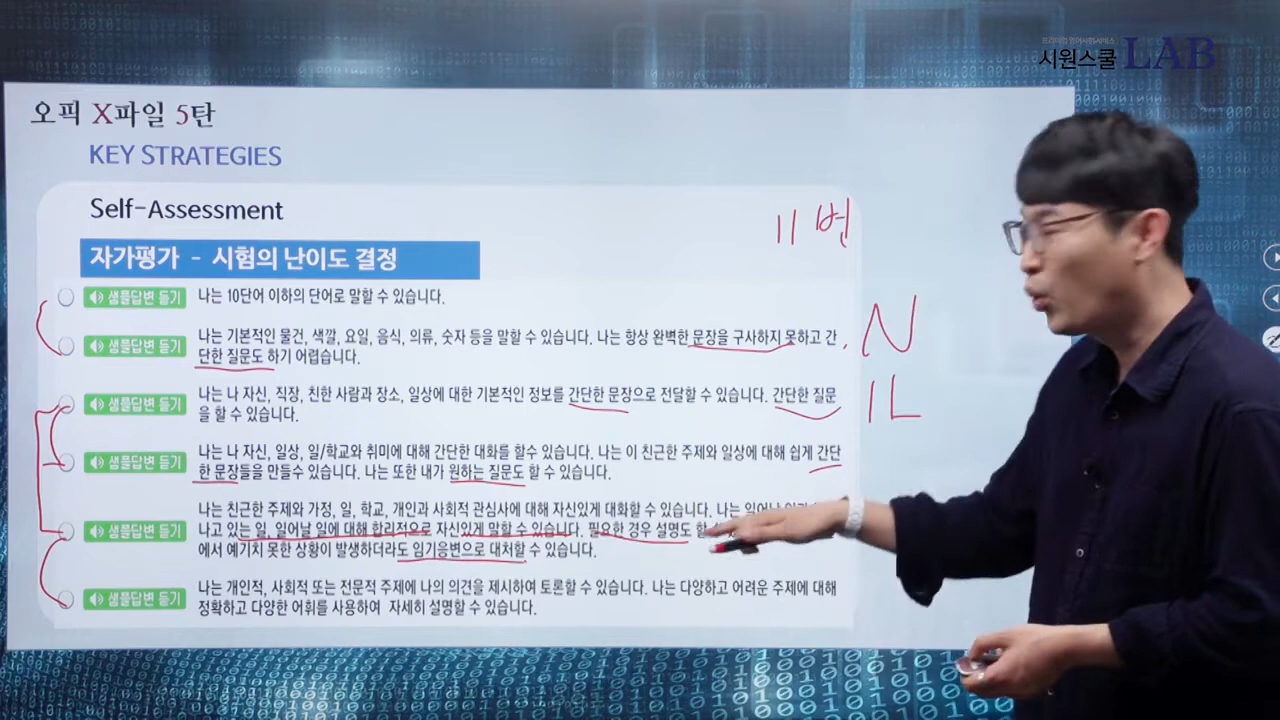 시원스쿨 LAB
오픽 X파일 5탄
KEY STRATEGIES
Self-Assessment
11번
자가평가 - 시험의 난이도 결정
샘플답변 듣기 나는 10단어 이하의 단어로 말할 수 있습니다.
샘플답변 듣기 나는 기본적인 물건, 색깔, 요일, 음식, 의류, 숫자 등을 말할 수 있습니다. 나는 항상 완벽한 문장을 구사하지 못하고 간
단한 질문도 하기 어렵습니다.
N
샘플답변 듣기 나는 나 자신, 직장, 친한 사람과 장소, 일상에 대한 기본적인 정보를 간단한 문장으로 전달할 수 있습니다. 간단한 질문
을 할 수 있습니다.
IL
샘플답변 듣기 나는 나 자신, 일상, 일/학교와 취미에 대해 간단한 대화를 할수 있습니다. 나는 이 친근한 주제와 일상에 대해 쉽게 간단
한 문장들을 만들수 있습니다. 나는 또한 내가 원하는 질문도 할 수 있습니다.
샘플답변 듣기 나는 친근한 주제와 가정, 일, 학교, 개인과 사회적 관심사에 대해 자신있게 대화할 수 있습니다. 나는
나고 있는 일, 일어날 일에 대해 합리적으로 자신있게 말할 수 있습니다. 필요한 경우 설명도 할
에서 예기치 못한 상황이 발생하더라도 임기응변으로 대처할 수 있습니다.
샘플답변 듣기 나는 개인적, 사회적 또는 전문적 주제에 나의 의견을 제시하여 토론할 수 있습니다. 나는 다양하고 어려운 주제에 대해
정확하고 다양한 어휘를 사용하여 자세히 설명할 수 있습니다.